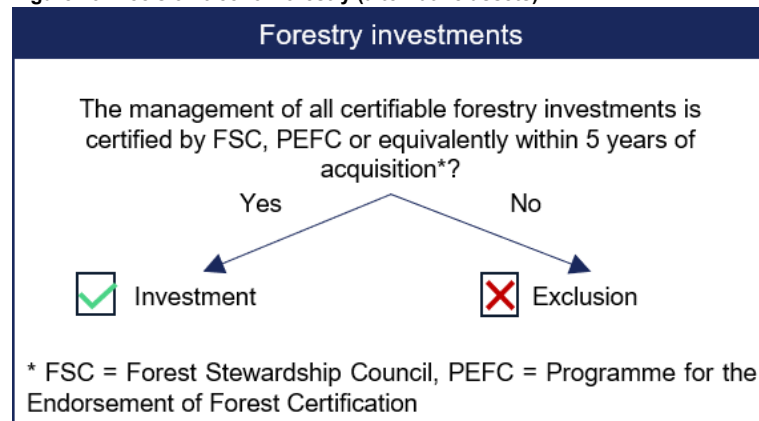 Forestry investments
The management of all certifiable forestry investments is
certified by FSC, PEFC or equivalently within 5 years of
acquisition*?
Yes No
Investment Exclusion
* FSC = Forest Stewardship Council, PEFC = Programme for the
Endorsement of Forest Certification